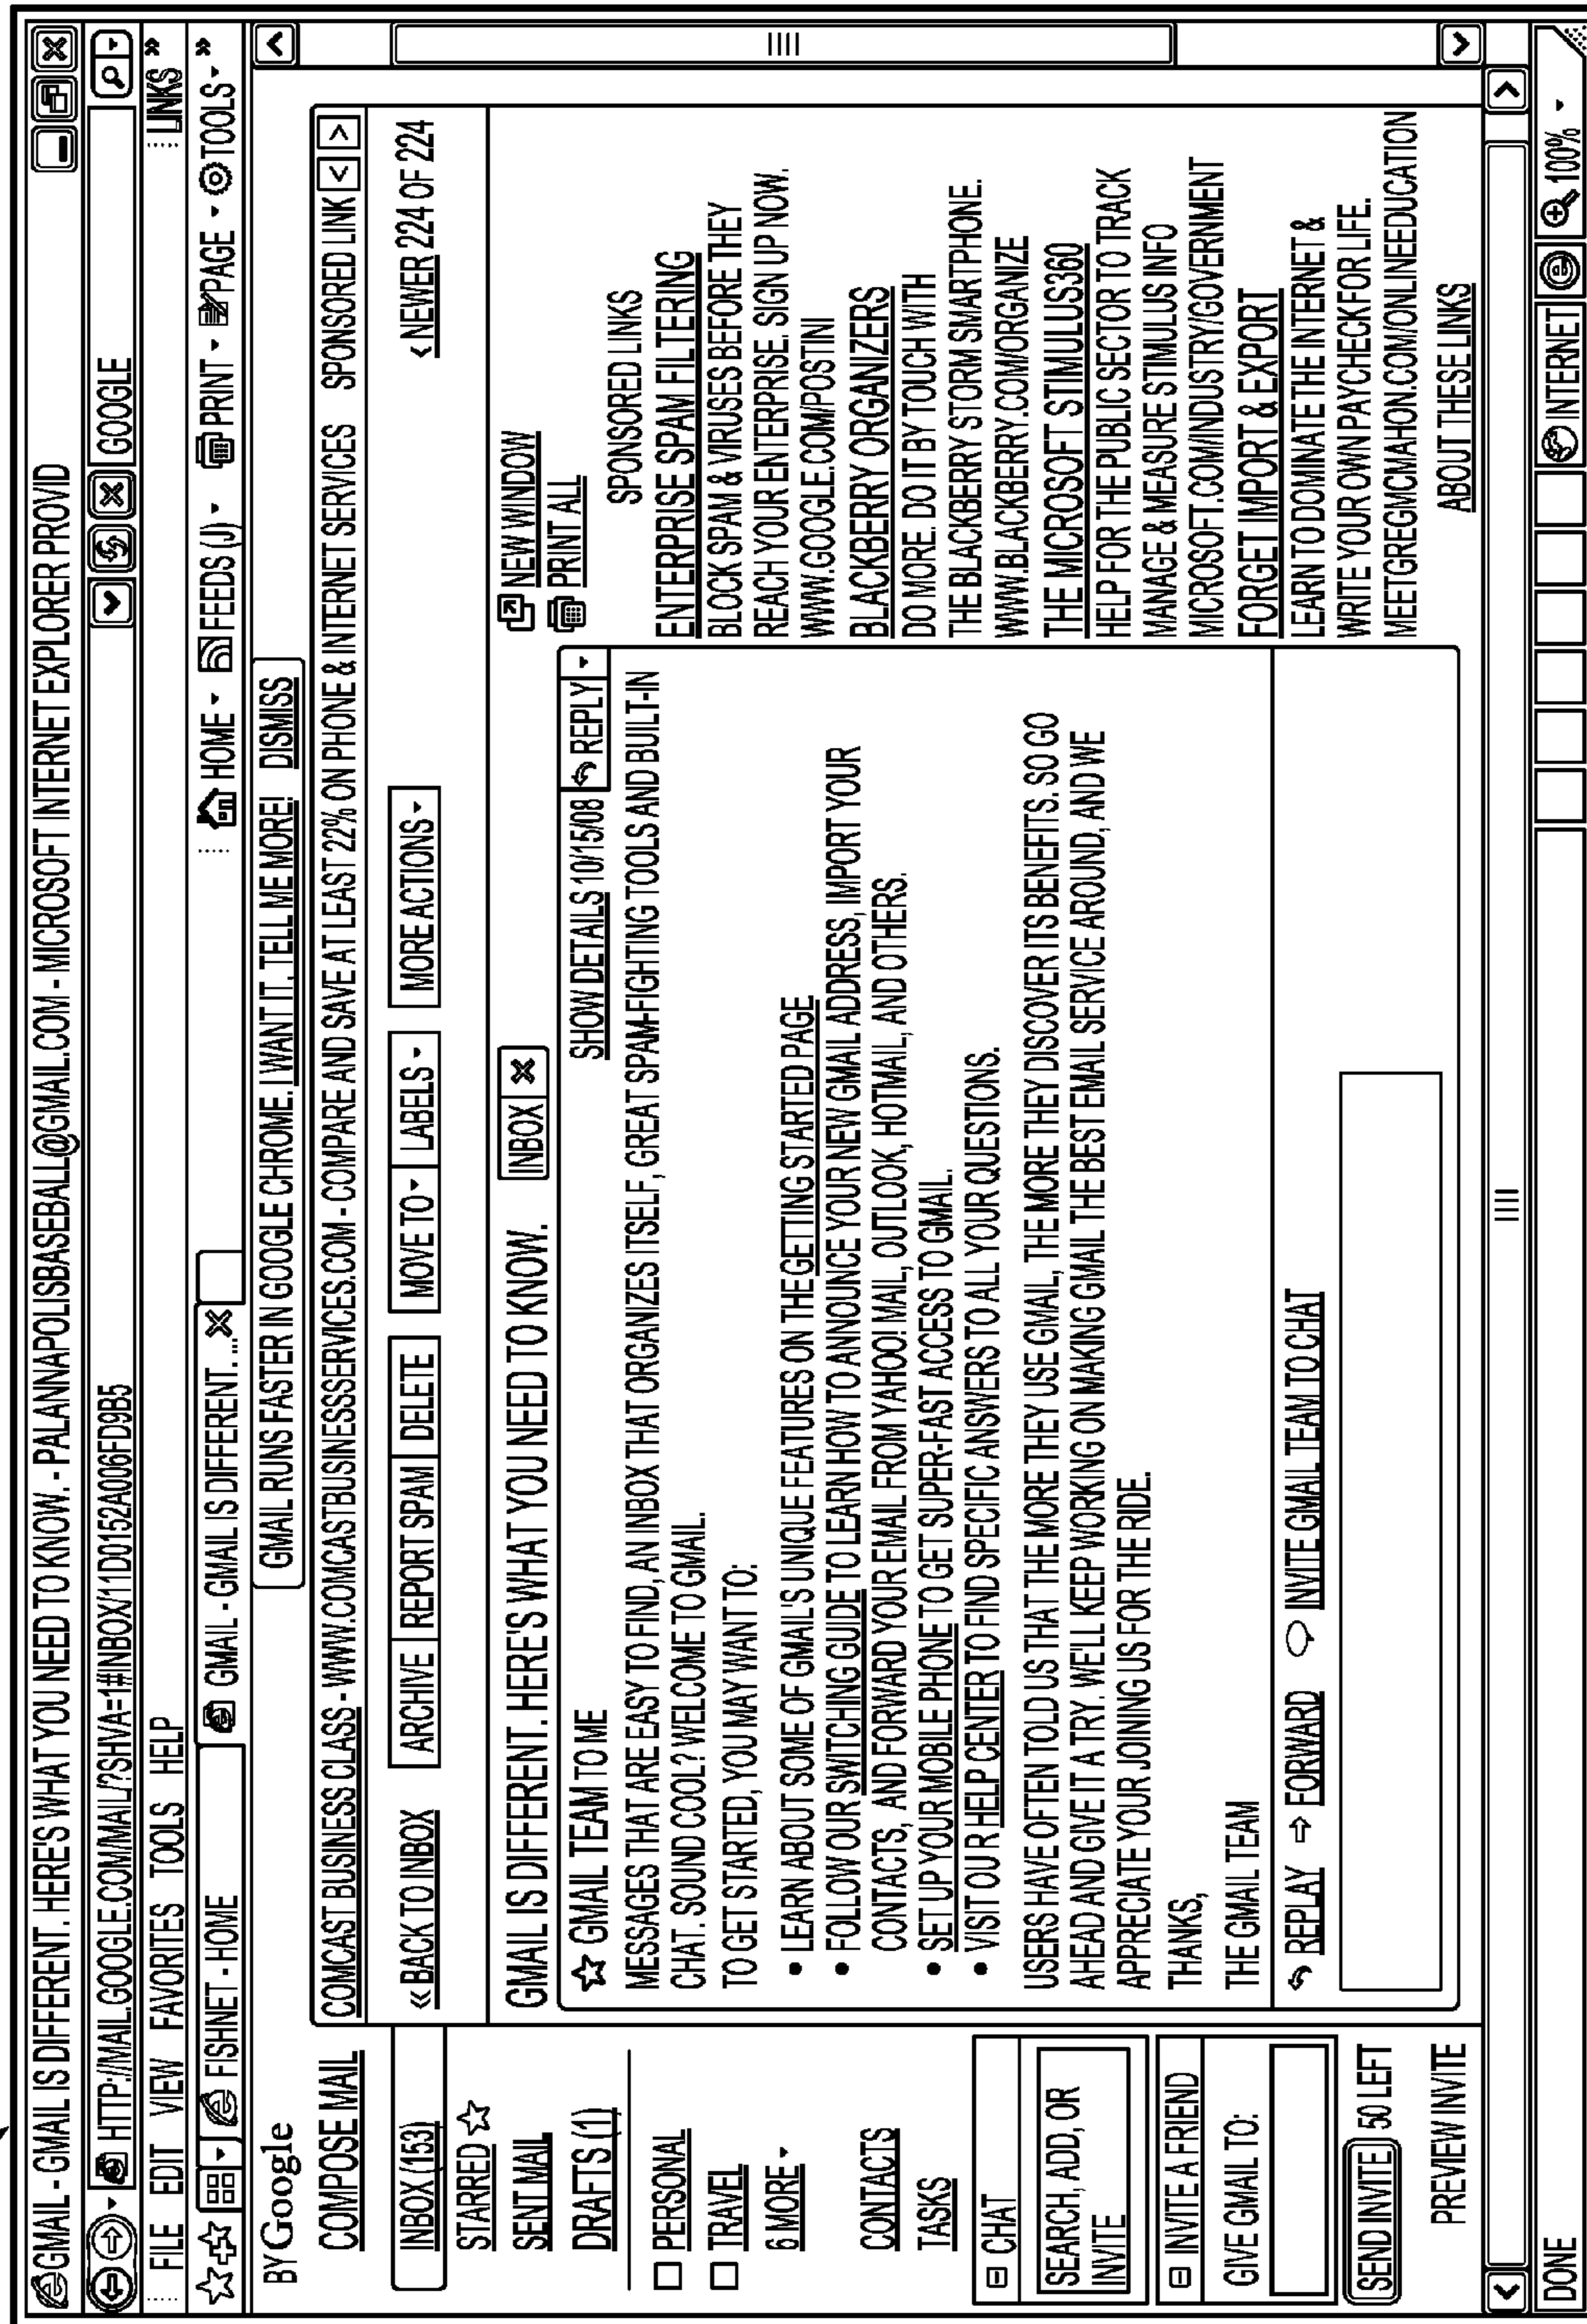 GMAIL - GMAIL IS DIFFERENT. HERE'S WHAT YOU NEED TO KNOW. - PALANNAPOLISBASEBALL@GMAIL.COM - MICROSOFT INTERNET EXPLORER PROVID
HTTP://MAIL.GOOGLE.COM/MAIL/?SHVA=1#INBOX/11D0152A006FD9B5 GOOGLE
FILE EDIT VIEW FAVORITES TOOLS HELP LINKS »
FISHNET - HOME GMAIL - GMAIL IS DIFFERENT. ... HOME FEEDS (J) PRINT PAGE TOOLS »
BY Google GMAIL RUNS FASTER IN GOOGLE CHROME. I WANT IT. TELL ME MORE! DISMISS
COMPOSE MAIL
INBOX (153)
STARRED
SENT MAIL
DRAFTS (1)
PERSONAL
TRAVEL
6 MORE
CONTACTS
TASKS
CHAT
SEARCH, ADD, OR
INVITE
INVITE A FRIEND
GIVE GMAIL TO:
SEND INVITE 50 LEFT
PREVIEW INVITE
COMCAST BUSINESS CLASS - WWW.COMCASTBUSINESSSERVICES.COM - COMPARE AND SAVE AT LEAST 22% ON PHONE & INTERNET SERVICES SPONSORED LINK < >
« BACK TO INBOX ARCHIVE REPORT SPAM DELETE MOVE TO LABELS MORE ACTIONS ‹ NEWER 224 OF 224
GMAIL IS DIFFERENT. HERE'S WHAT YOU NEED TO KNOW. INBOX X
GMAIL TEAM TO ME SHOW DETAILS 10/15/08 REPLY
MESSAGES THAT ARE EASY TO FIND, AN INBOX THAT ORGANIZES ITSELF, GREAT SPAM-FIGHTING TOOLS AND BUILT-IN
CHAT. SOUND COOL? WELCOME TO GMAIL.
TO GET STARTED, YOU MAY WANT TO:
• LEARN ABOUT SOME OF GMAIL'S UNIQUE FEATURES ON THE GETTING STARTED PAGE
• FOLLOW OUR SWITCHING GUIDE TO LEARN HOW TO ANNOUNCE YOUR NEW GMAIL ADDRESS, IMPORT YOUR
CONTACTS, AND FORWARD YOUR EMAIL FROM YAHOO! MAIL, OUTLOOK, HOTMAIL, AND OTHERS.
• SET UP YOUR MOBILE PHONE TO GET SUPER-FAST ACCESS TO GMAIL.
• VISIT OUR HELP CENTER TO FIND SPECIFIC ANSWERS TO ALL YOUR QUESTIONS.
USERS HAVE OFTEN TOLD US THAT THE MORE THEY USE GMAIL, THE MORE THEY DISCOVER ITS BENEFITS. SO GO
AHEAD AND GIVE IT A TRY. WE'LL KEEP WORKING ON MAKING GMAIL THE BEST EMAIL SERVICE AROUND, AND WE
APPRECIATE YOUR JOINING US FOR THE RIDE.
THANKS,
THE GMAIL TEAM
REPLAY FORWARD INVITE GMAIL TEAM TO CHAT
NEW WINDOW
PRINT ALL
SPONSORED LINKS
ENTERPRISE SPAM FILTERING
BLOCK SPAM & VIRUSES BEFORE THEY
REACH YOUR ENTERPRISE. SIGN UP NOW.
WWW.GOOGLE.COM/POSTINI
BLACKBERRY ORGANIZERS
DO MORE. DO IT BY TOUCH WITH
THE BLACKBERRY STORM SMARTPHONE.
WWW.BLACKBERRY.COM/ORGANIZE
THE MICROSOFT STIMULUS360
HELP FOR THE PUBLIC SECTOR TO TRACK
MANAGE & MEASURE STIMULUS INFO
MICROSOFT.COM/INDUSTRY/GOVERNMENT
FORGET IMPORT & EXPORT
LEARN TO DOMINATE THE INTERNET &
WRITE YOUR OWN PAYCHECK FOR LIFE.
MEETGREGMCMAHON.COM/ONLINEEDUCATION
ABOUT THESE LINKS
DONE INTERNET 100%